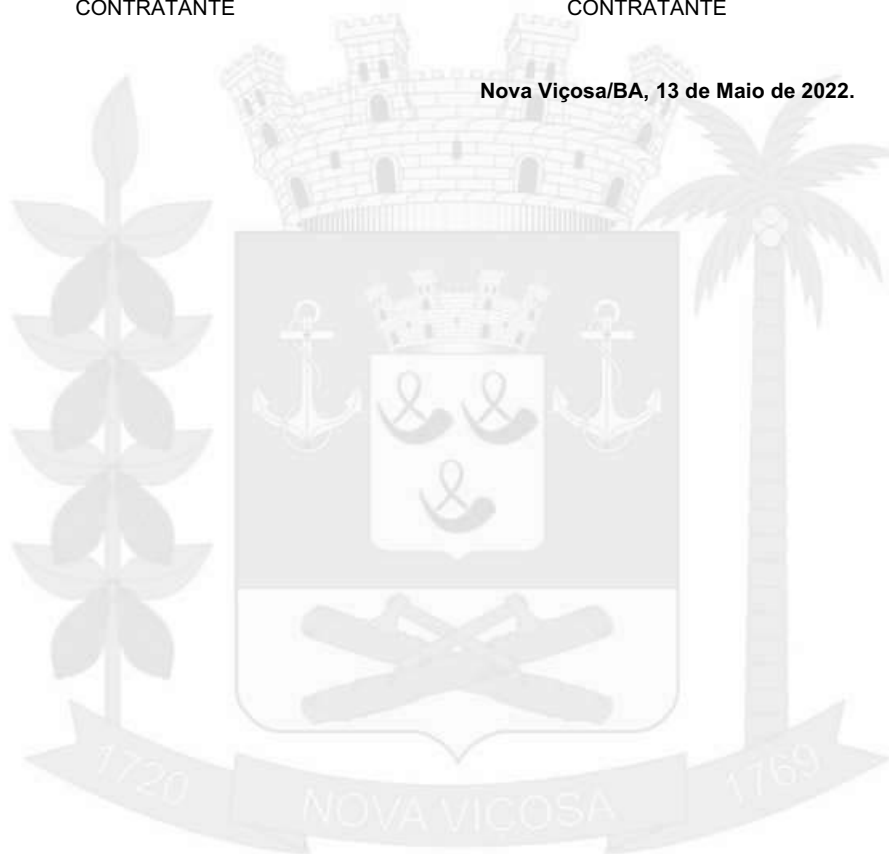 CONTRATANTE CONTRATANTE
Nova Viçosa/BA, 13 de Maio de 2022.
1720 NOVA VIÇOSA 1769